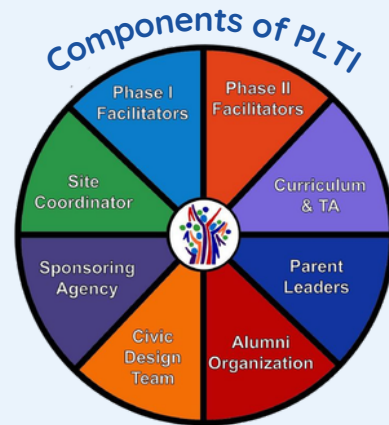 Components of PLTI
Phase I
Facilitators
Phase II
Facilitators
Curriculum
& TA
Parent
Leaders
Alumni
Organization
Civic
Design
Team
Sponsoring
Agency
Site
Coordinator